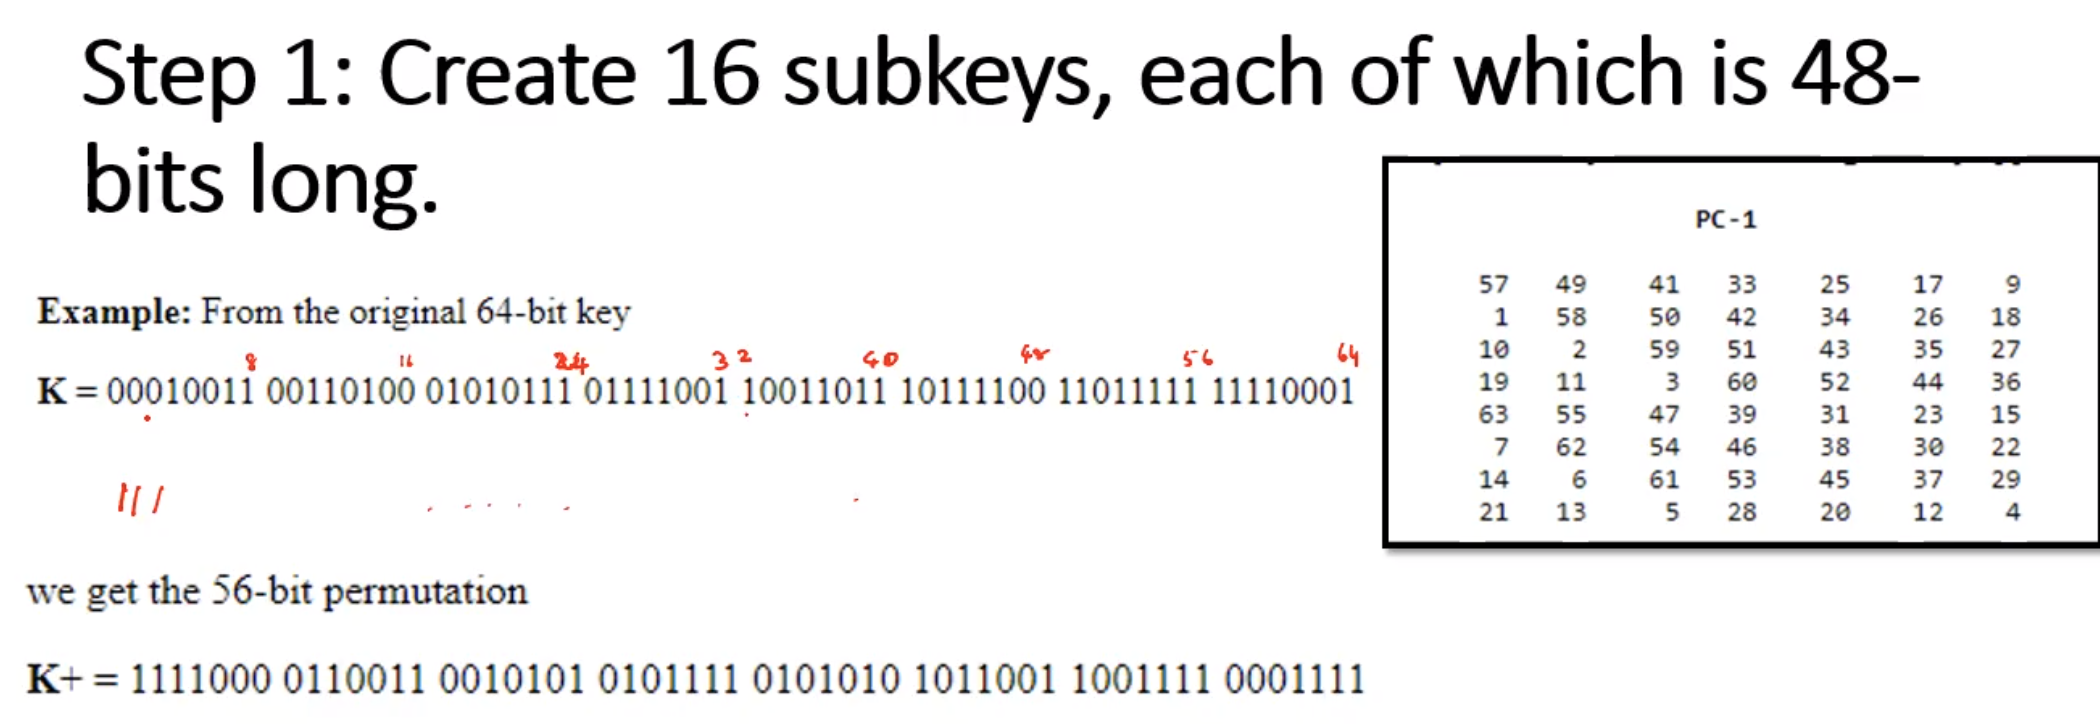 Step 1: Create 16 subkeys, each of which is 48-
bits long.
PC-1
57 49 41 33 25 17 9
1 58 50 42 34 26 18
10 2 59 51 43 35 27
19 11 3 60 52 44 36
63 55 47 39 31 23 15
7 62 54 46 38 30 22
14 6 61 53 45 37 29
21 13 5 28 20 12 4
Example: From the original 64-bit key
8 16 24 32 40 48 56 64
K = 00010011 00110100 01010111 01111001 10011011 10111100 11011111 11110001
111
we get the 56-bit permutation
K+ = 1111000 0110011 0010101 0101111 0101010 1011001 1001111 0001111